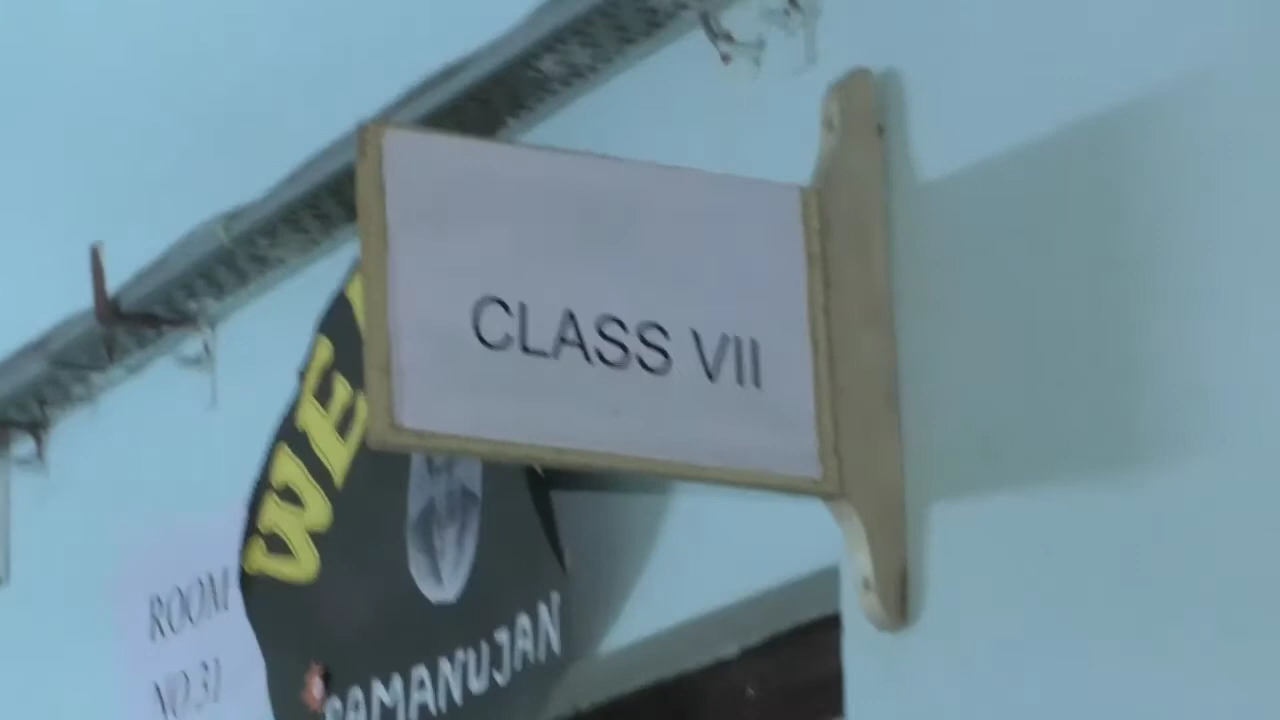 CLASS VII
WE
ROOM
NO.31
RAMANUJAN